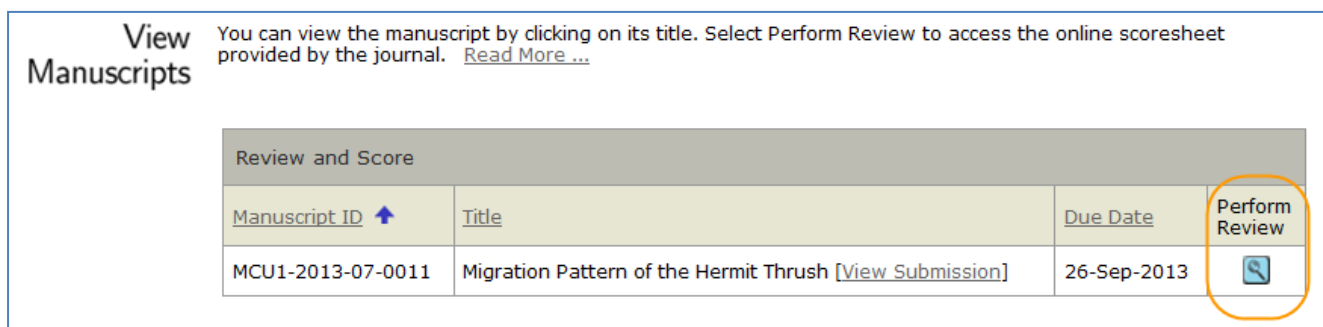 View
Manuscripts
You can view the manuscript by clicking on its title. Select Perform Review to access the online scoresheet
provided by the journal. Read More ...
Review and Score
Manuscript ID Title Due Date Perform
Review
MCU1-2013-07-0011 Migration Pattern of the Hermit Thrush [View Submission] 26-Sep-2013